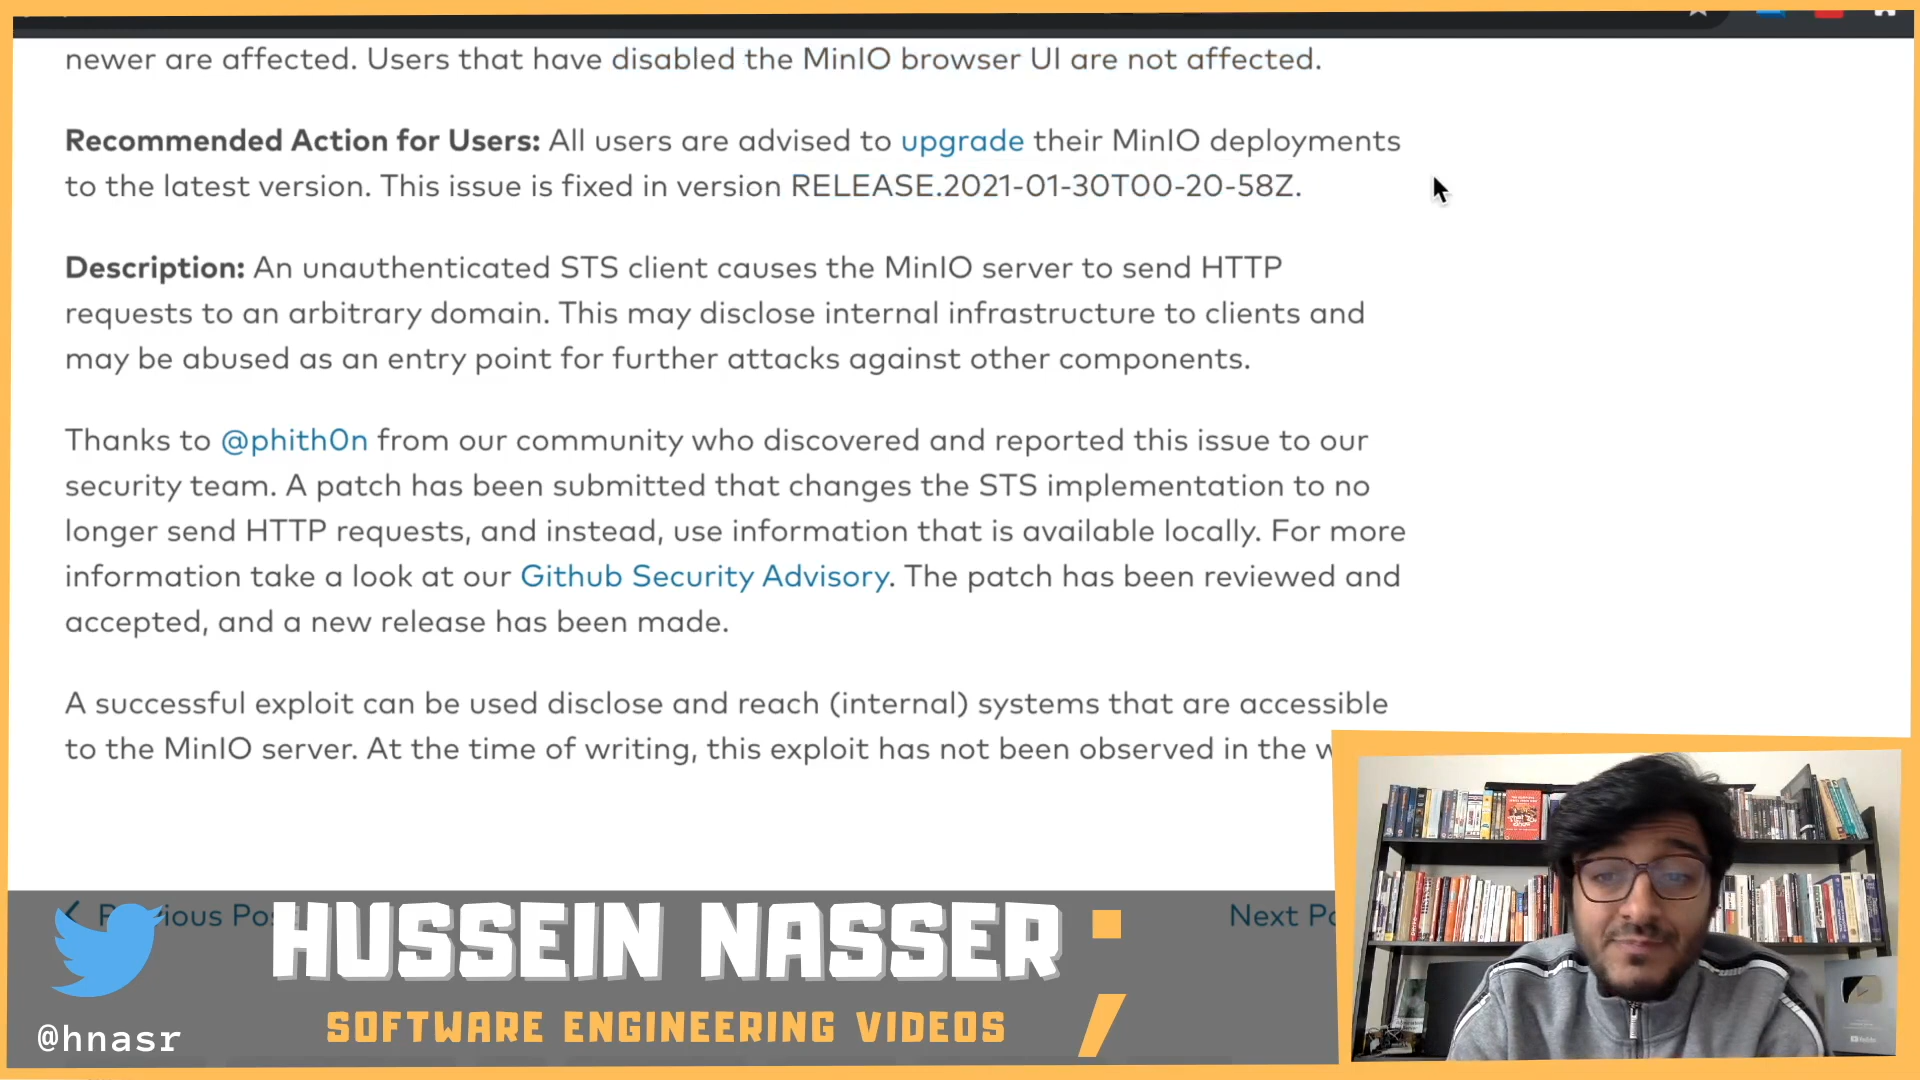 newer are affected. Users that have disabled the MinIO browser UI are not affected.
Recommended Action for Users: All users are advised to upgrade their MinIO deployments
to the latest version. This issue is fixed in version RELEASE.2021-01-30T00-20-58Z.
Description: An unauthenticated STS client causes the MinIO server to send HTTP
requests to an arbitrary domain. This may disclose internal infrastructure to clients and
may be abused as an entry point for further attacks against other components.
Thanks to @phith0n from our community who discovered and reported this issue to our
security team. A patch has been submitted that changes the STS implementation to no
longer send HTTP requests, and instead, use information that is available locally. For more
information take a look at our Github Security Advisory. The patch has been reviewed and
accepted, and a new release has been made.
A successful exploit can be used disclose and reach (internal) systems that are accessible
to the MinIO server. At the time of writing, this exploit has not been observed in the
Next
HUSSEIN NASSER;
SOFTWARE ENGINEERING VIDEOS
@hnasr